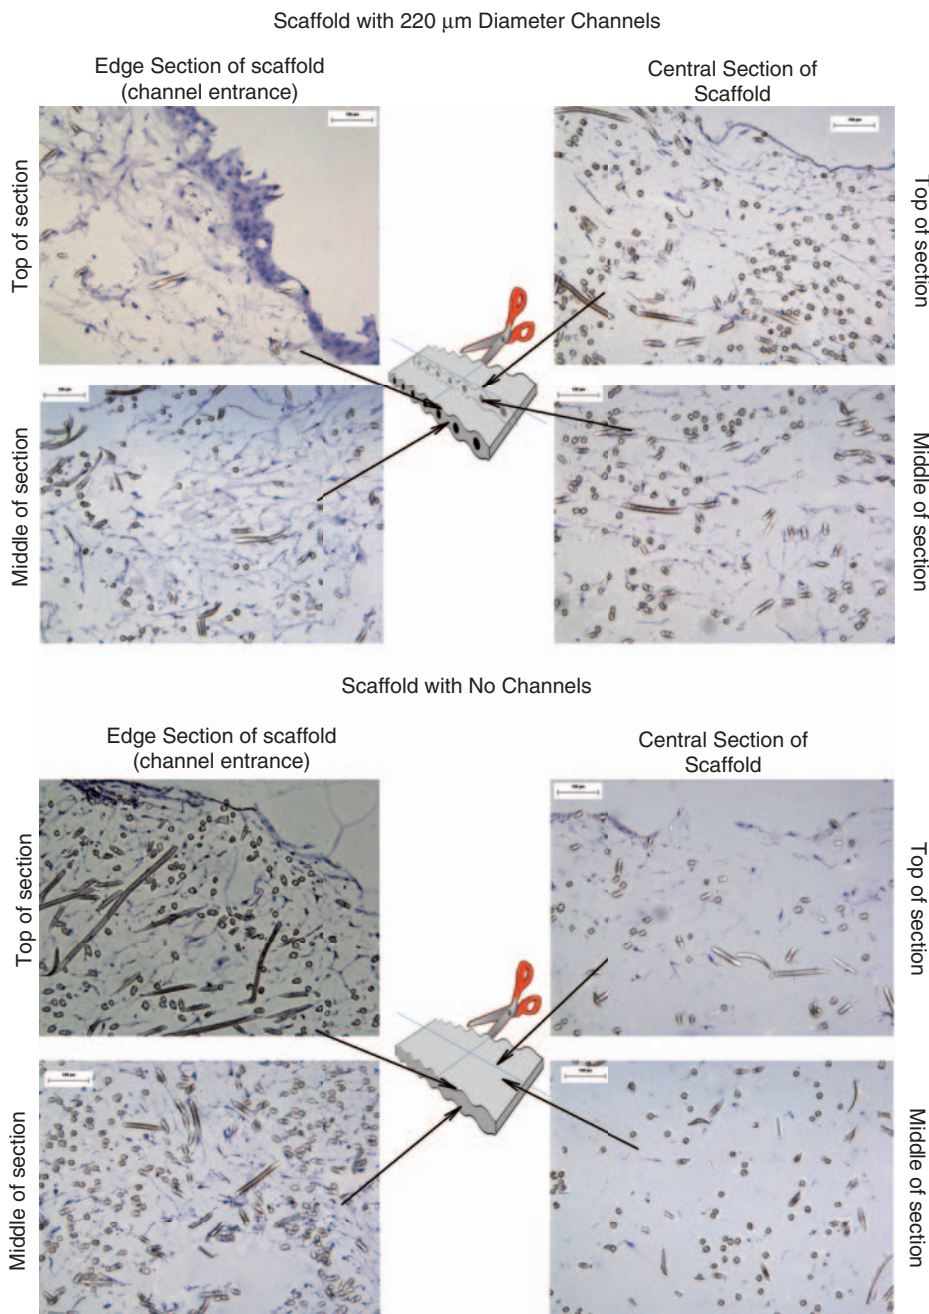 Scaffold with 220 μm Diameter Channels
Edge Section of scaffold
(channel entrance)
Central Section of
Scaffold
Top of section
Top of section
Middle of section
Middle of section
Scaffold with No Channels
Edge Section of scaffold
(channel entrance)
Central Section of
Scaffold
Top of section
Top of section
Middle of section
Middle of section